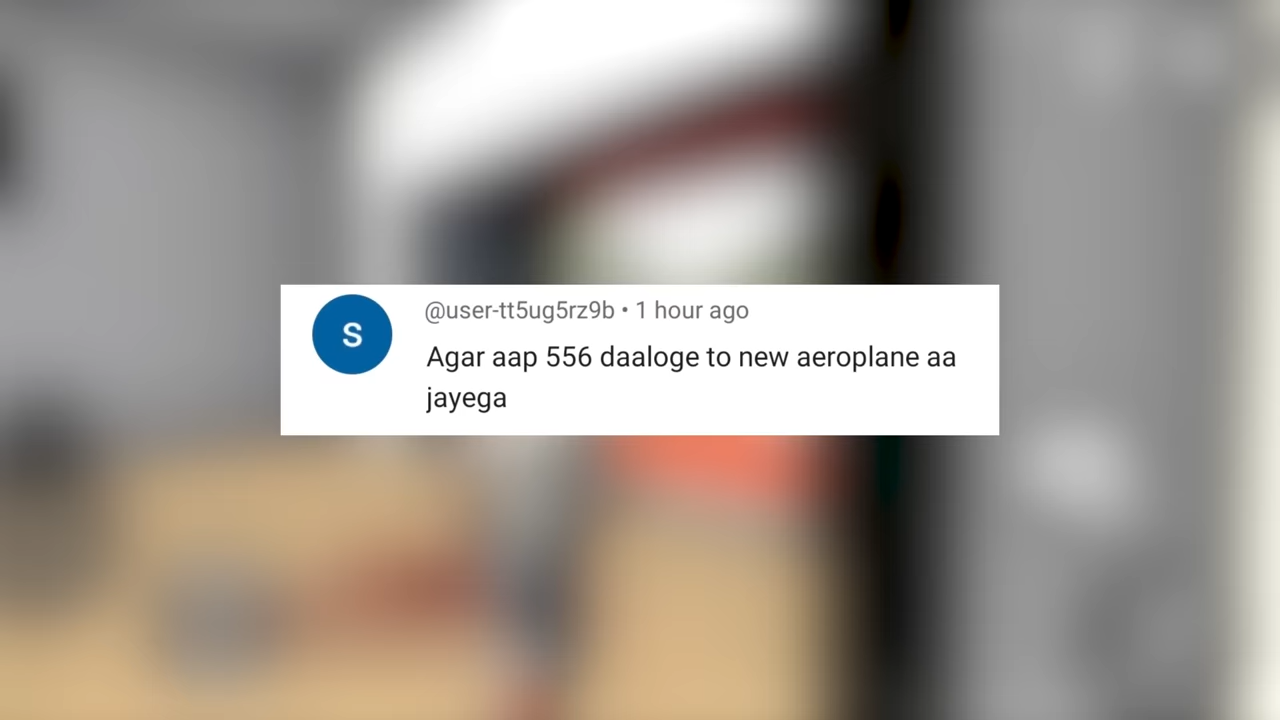 S
@user-tt5ug5rz9b • 1 hour ago
Agar aap 556 daaloge to new aeroplane aa
jayega